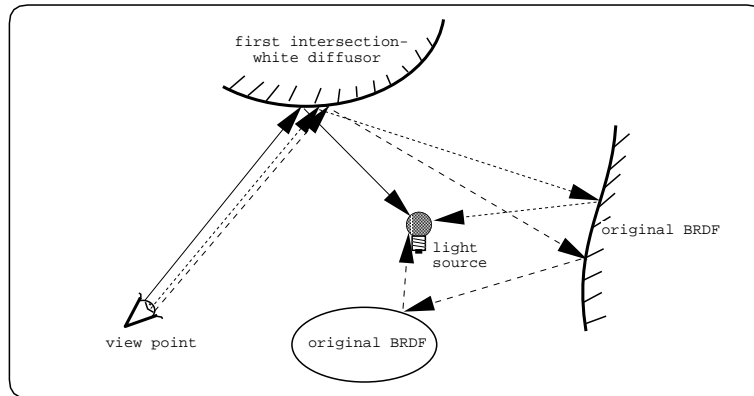 first intersection-
white diffusor
original BRDF
light
source
view point
original BRDF